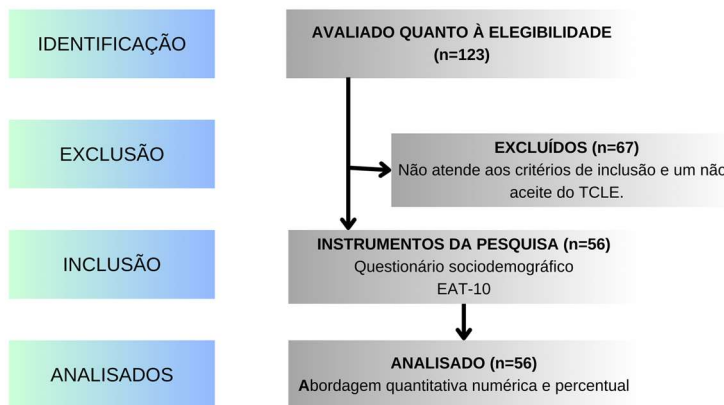 IDENTIFICAÇÃO
AVALIADO QUANTO À ELEGIBILIDADE
(n=123)
EXCLUSÃO
EXCLUÍDOS (n=67)
Não atende aos critérios de inclusão e um não
aceite do TCLE.
INCLUSÃO
INSTRUMENTOS DA PESQUISA (n=56)
Questionário sociodemográfico
EAT-10
ANALISADOS
ANALISADO (n=56)
Abordagem quantitativa numérica e percentual